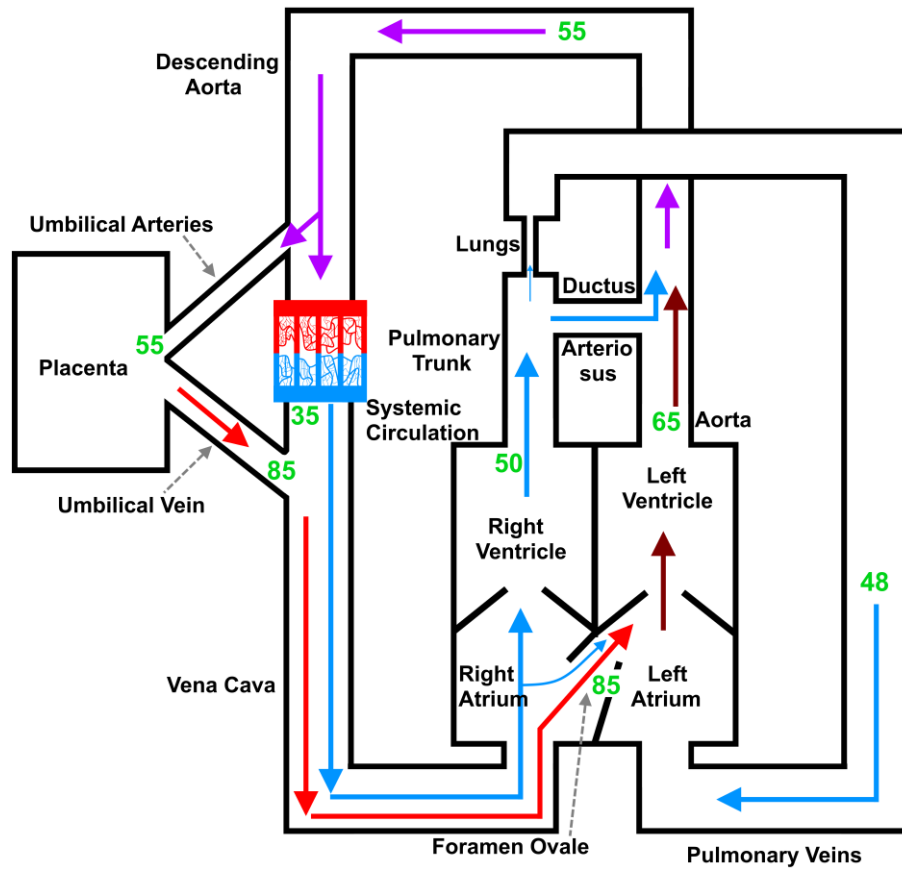 55
Descending
Aorta
Umbilical Arteries
Lungs
Ductus
55
Placenta
Pulmonary
Trunk
Arterio
sus
35
Systemic
Circulation
65
Aorta
85
50
Umbilical Vein
Left
Ventricle
Right
Ventricle
48
Vena Cava
Right
Atrium
85
Left
Atrium
Foramen Ovale
Pulmonary Veins